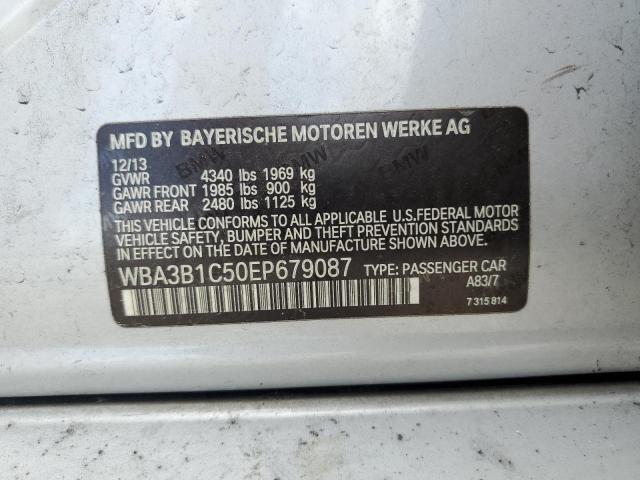 MFD BY BAYERISCHE MOTOREN WERKE AG
12/13
GVWR 4340 lbs 1969 kg
GAWR FRONT 1985 lbs 900 kg
GAWR REAR 2480 lbs 1125 kg
THIS VEHICLE CONFORMS TO ALL APPLICABLE U.S.FEDERAL MOTOR
VEHICLE SAFETY, BUMPER AND THEFT PREVENTION STANDARDS
IN EFFECT ON THE DATE OF MANUFACTURE SHOWN ABOVE.
WBA3B1C50EP679087 TYPE: PASSENGER CAR
A83/7
7 315 814